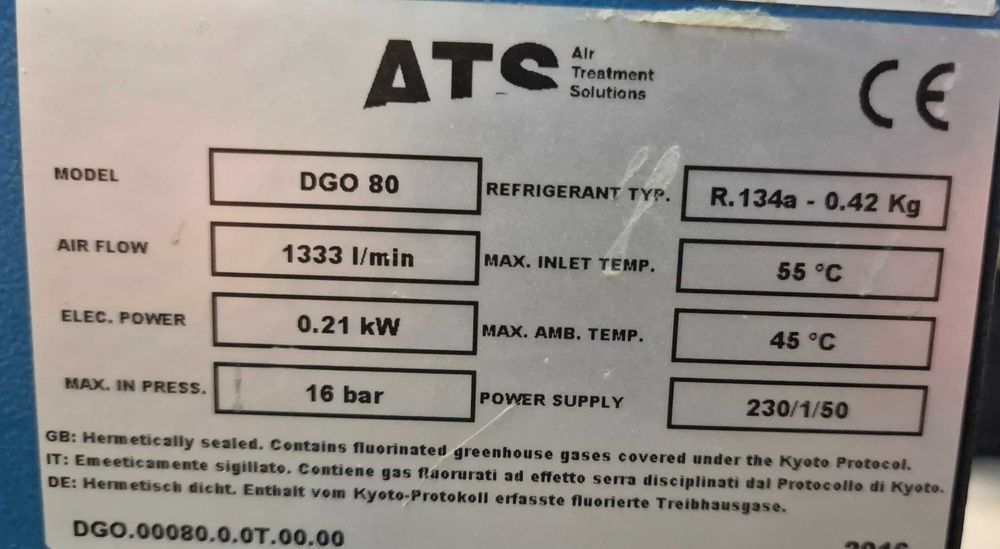 ATS Air
Treatment
Solutions
CE
MODEL DGO 80 REFRIGERANT TYP. R.134a - 0.42 Kg
AIR FLOW 1333 l/min MAX. INLET TEMP. 55 °C
ELEC. POWER 0.21 kW MAX. AMB. TEMP. 45 °C
MAX. IN PRESS. 16 bar POWER SUPPLY 230/1/50
GB: Hermetically sealed. Contains fluorinated greenhouse gases covered under the Kyoto Protocol.
IT: Emeeticamente sigillato. Contiene gas fluorurati ad effetto serra disciplinati dal Protocollo di Kyoto.
DE: Hermetisch dicht. Enthalt vom Kyoto-Protokoll erfasste fluorierte Treibhausgase.
DGO.00080.0.0T.00.00